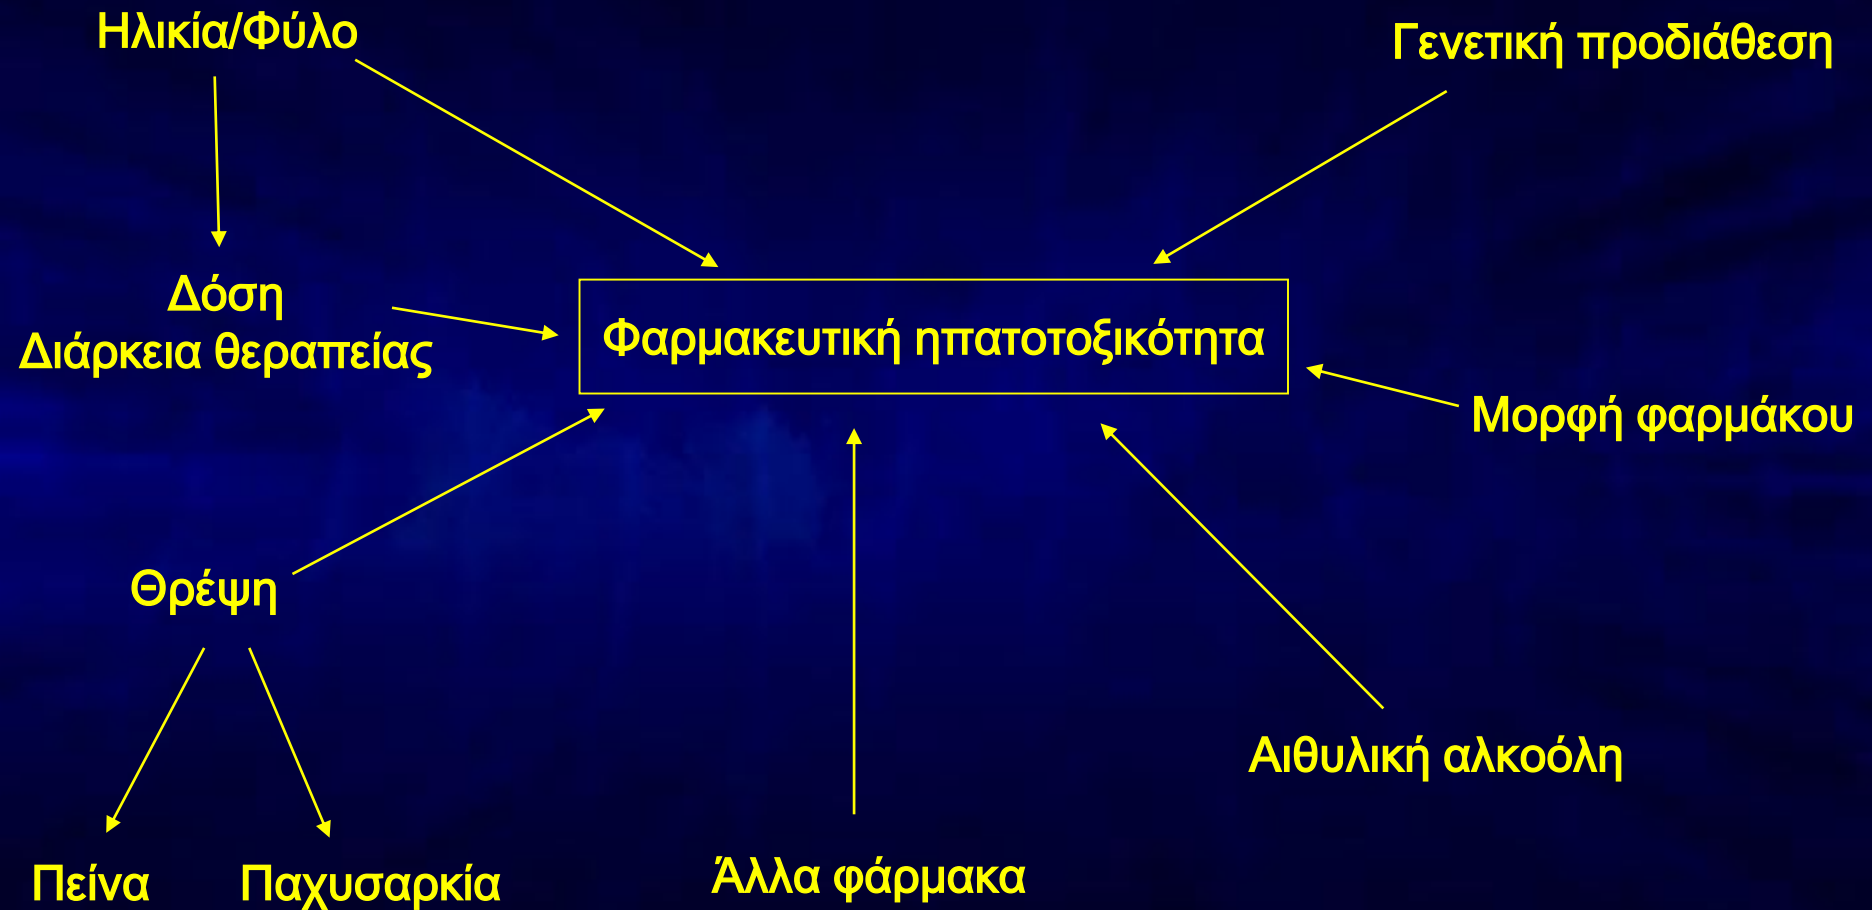 Ηλικία/Φύλο
Γενετική προδιάθεση
Δόση
Διάρκεια θεραπείας
Φαρμακευτική ηπατοτοξικότητα
Μορφή φαρμάκου
Θρέψη
Αιθυλική αλκοόλη
Πείνα
Παχυσαρκία
Άλλα φάρμακα